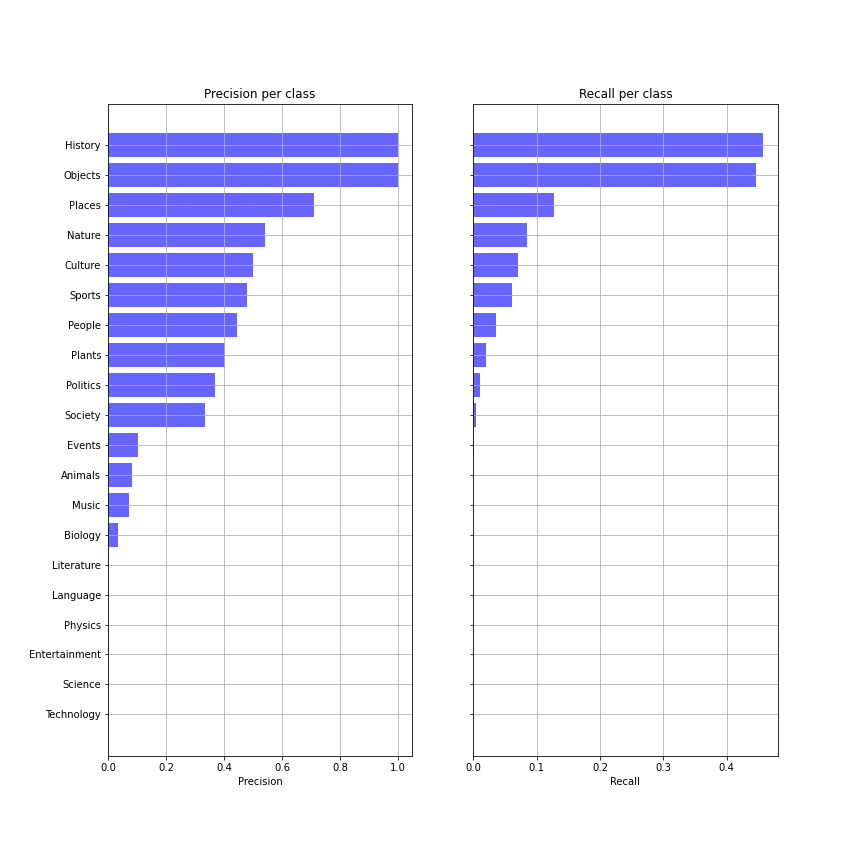 Precision per class
History
Objects
Places
Nature
Culture
Sports
People
Plants
Politics
Society
Events
Animals
Music
Biology
Literature
Language
Physics
Entertainment
Science
Technology
0.0 0.2 0.4 0.6 0.8 1.0
Precision
Recall per class
0.0 0.1 0.2 0.3 0.4
Recall